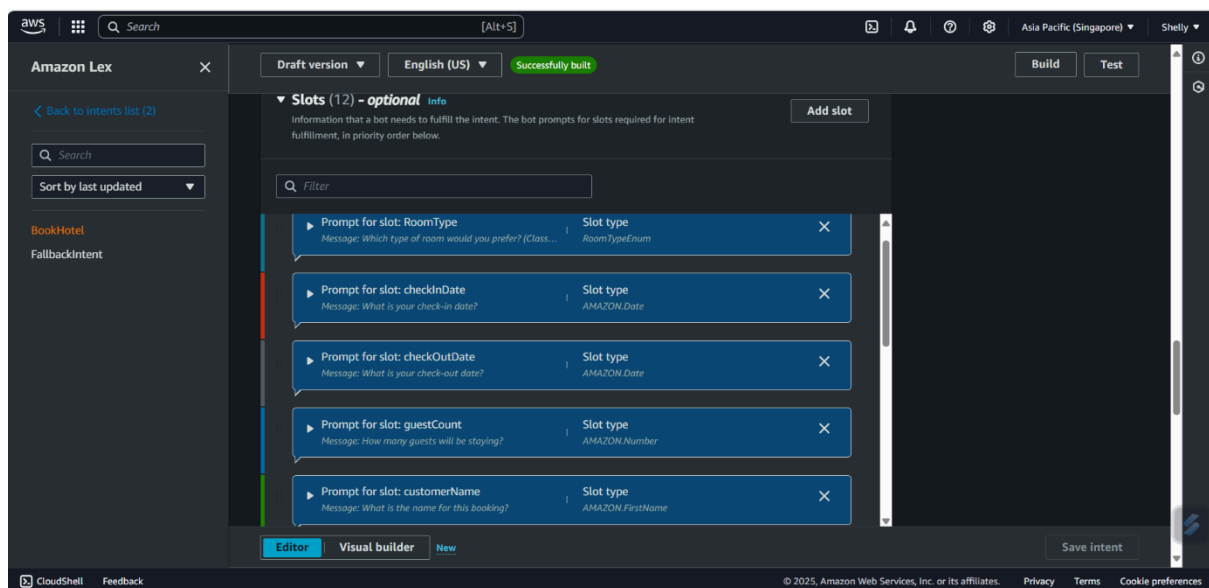 aws
Search
[Alt+S]
Asia Pacific (Singapore) ▼
Shelly ▼
Amazon Lex
Draft version ▼
English (US) ▼
Successfully built
Build
Test
Back to intents list (2)
Search
Sort by last updated ▼
BookHotel
FallbackIntent
Slots (12) - optional Info
Information that a bot needs to fulfill the intent. The bot prompts for slots required for intent
fulfillment, in priority order below.
Add slot
Filter
Prompt for slot: RoomType
Message: Which type of room would you prefer? (Class...
Slot type
RoomTypeEnum
Prompt for slot: checkInDate
Message: What is your check-in date?
Slot type
AMAZON.Date
Prompt for slot: checkOutDate
Message: What is your check-out date?
Slot type
AMAZON.Date
Prompt for slot: guestCount
Message: How many guests will be staying?
Slot type
AMAZON.Number
Prompt for slot: customerName
Message: What is the name for this booking?
Slot type
AMAZON.FirstName
Editor
Visual builder
New
Save intent
CloudShell
Feedback
© 2025, Amazon Web Services, Inc. or its affiliates.
Privacy
Terms
Cookie preferences